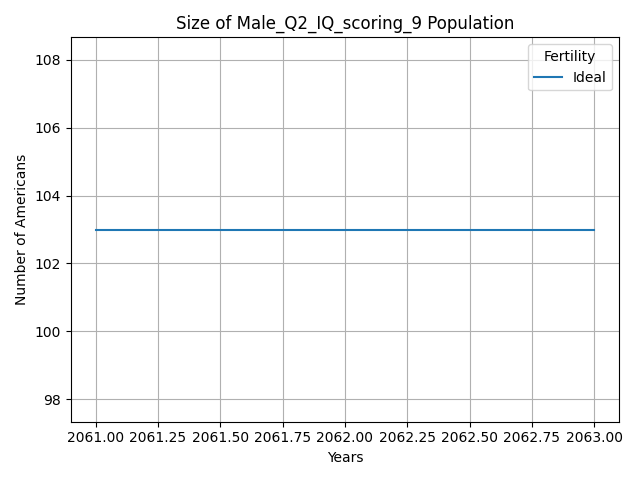 Size of Male_Q2_IQ_scoring_9 Population
Fertility
Ideal
Number of Americans
108
106
104
102
100
98
2061.00 2061.25 2061.50 2061.75 2062.00 2062.25 2062.50 2062.75 2063.00
Years